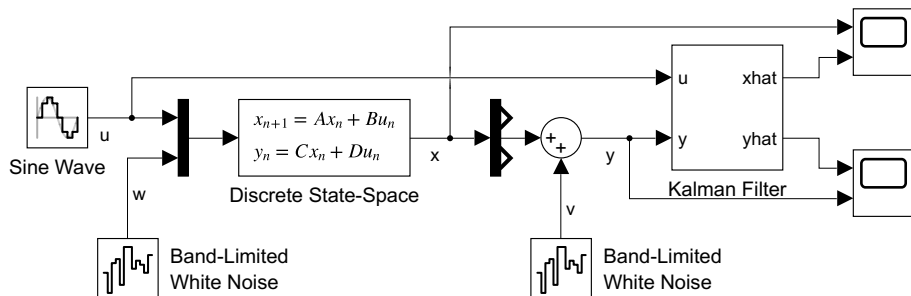 u
xhat
x_{n+1} = Ax_n + Bu_n
y_n = Cx_n + Du_n
u
x
+
+
y
y
yhat
Sine Wave
Discrete State-Space
Kalman Filter
w
v
Band-Limited
White Noise
Band-Limited
White Noise